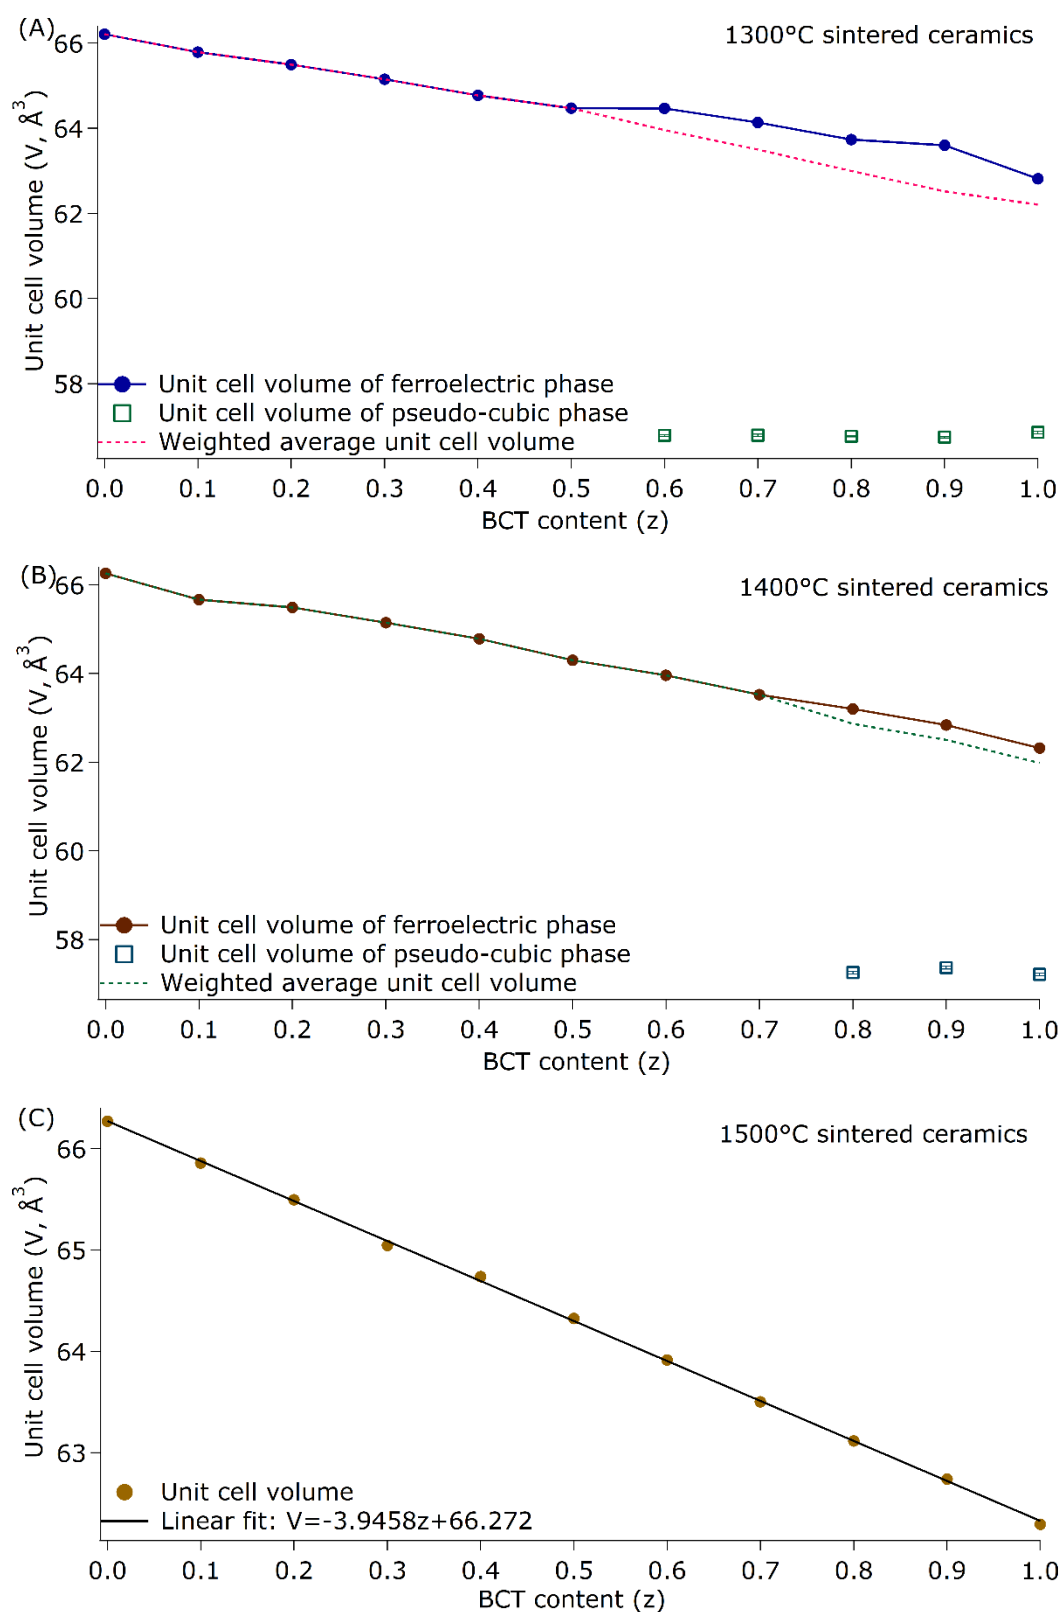 (A)
1300°C sintered ceramics
Unit cell volume (V, Å³)
66
64
62
60
58
Unit cell volume of ferroelectric phase
Unit cell volume of pseudo-cubic phase
Weighted average unit cell volume
0.0 0.1 0.2 0.3 0.4 0.5 0.6 0.7 0.8 0.9 1.0
BCT content (z)
(B)
1400°C sintered ceramics
Unit cell volume (V, Å³)
66
64
62
60
58
Unit cell volume of ferroelectric phase
Unit cell volume of pseudo-cubic phase
Weighted average unit cell volume
0.0 0.1 0.2 0.3 0.4 0.5 0.6 0.7 0.8 0.9 1.0
BCT content (z)
(C)
1500°C sintered ceramics
Unit cell volume (V, Å³)
66
65
64
63
Unit cell volume
Linear fit: V=-3.9458z+66.272
0.0 0.1 0.2 0.3 0.4 0.5 0.6 0.7 0.8 0.9 1.0
BCT content (z)